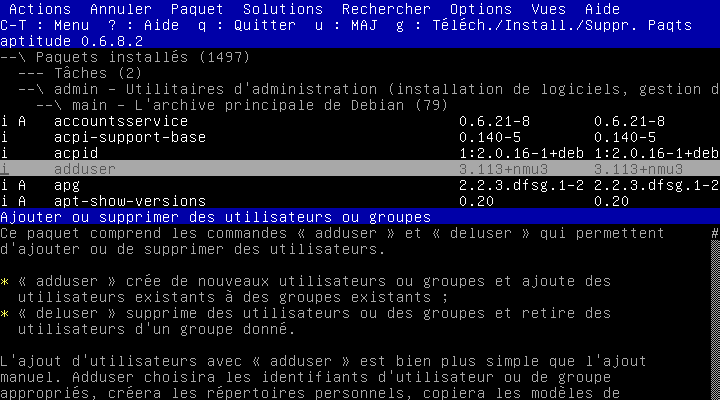 Actions  Annuler  Paquet  Solutions  Rechercher  Options  Vues  Aide
C-T : Menu  ? : Aide  q : Quitter  u : MAJ  g : Téléch./Install./Suppr. Paqts
aptitude 0.6.8.2
--\ Paquets installés (1497)
  --- Tâches (2)
  --\ admin - Utilitaires d'administration (installation de logiciels, gestion d
    --\ main - L'archive principale de Debian (79)
i A   accountsservice                              0.6.21-8       0.6.21-8
i     acpi-support-base                            0.140-5        0.140-5
i     acpid                                        1:2.0.16-1+deb 1:2.0.16-1+deb
i     adduser                                      3.113+nmu3     3.113+nmu3
i A   apg                                          2.2.3.dfsg.1-2 2.2.3.dfsg.1-2
i A   apt-show-versions                            0.20           0.20
Ajouter ou supprimer des utilisateurs ou groupes
Ce paquet comprend les commandes « adduser » et « deluser » qui permettent     #
d'ajouter ou de supprimer des utilisateurs.
* « adduser » crée de nouveaux utilisateurs ou groupes et ajoute des
  utilisateurs existants à des groupes existants ;
* « deluser » supprime des utilisateurs ou des groupes et retire des
  utilisateurs d'un groupe donné.
L'ajout d'utilisateurs avec « adduser » est bien plus simple que l'ajout
manuel. Adduser choisira les identifiants d'utilisateur ou de groupe
appropriés, créera les répertoires personnels, copiera les modèles de